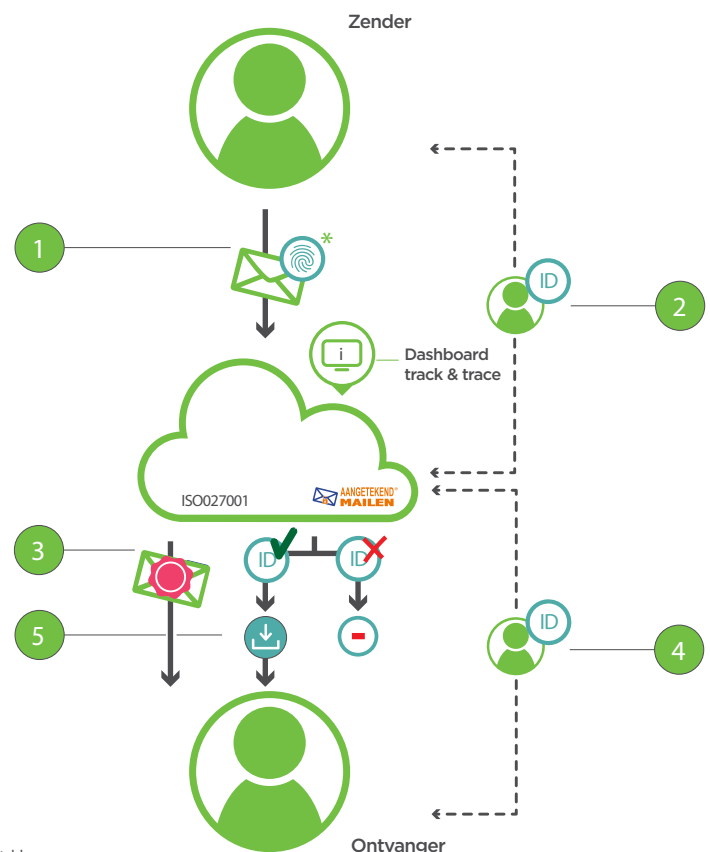 Zender
*
1
ID
2
i
Dashboard
track & trace
ISO027001
AANGETEKEND
MAILEN
3
ID
ID
5
ID
4
Ontvanger